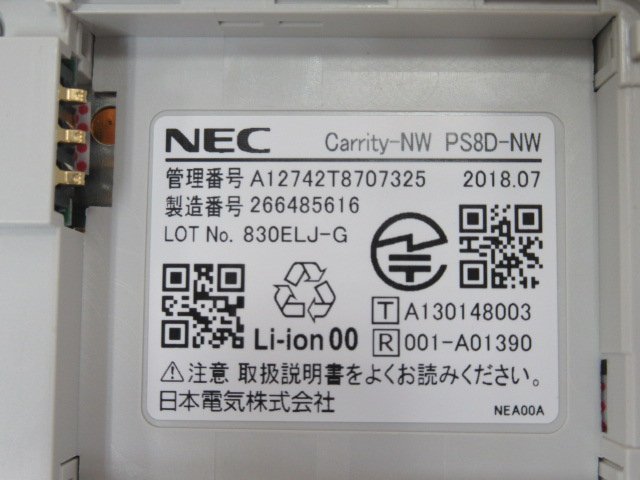 NEC Carrity-NW PS8D-NW
管理番号 A12742T8707325 2018.07
製造番号 266485616
LOT No. 830ELJ-G
Li-ion 00
T A130148003
R 001-A01390
⚠注意 取扱説明書をよくお読みください。
日本電気株式会社
NEA00A